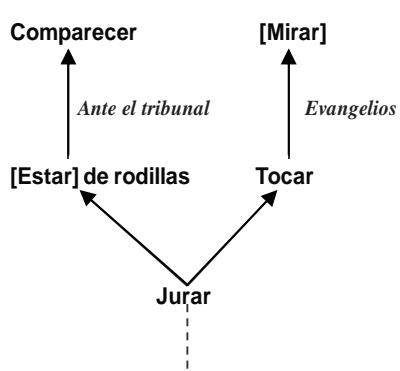 Comparecer [Mirar]
Ante el tribunal Evangelios
[Estar] de rodillas Tocar
Jurar